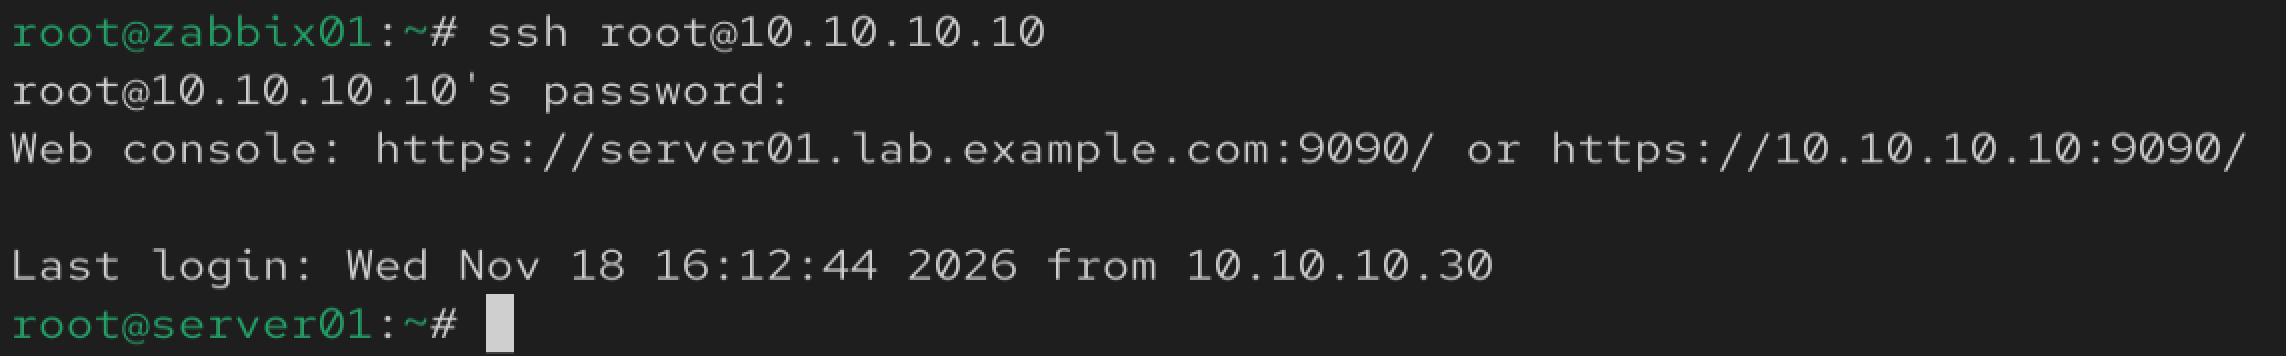 root@zabbix01:~# ssh root@10.10.10.10
root@10.10.10.10's password:
Web console: https://server01.lab.example.com:9090/ or https://10.10.10.10:9090/
Last login: Wed Nov 18 16:12:44 2026 from 10.10.10.30
root@server01:~#